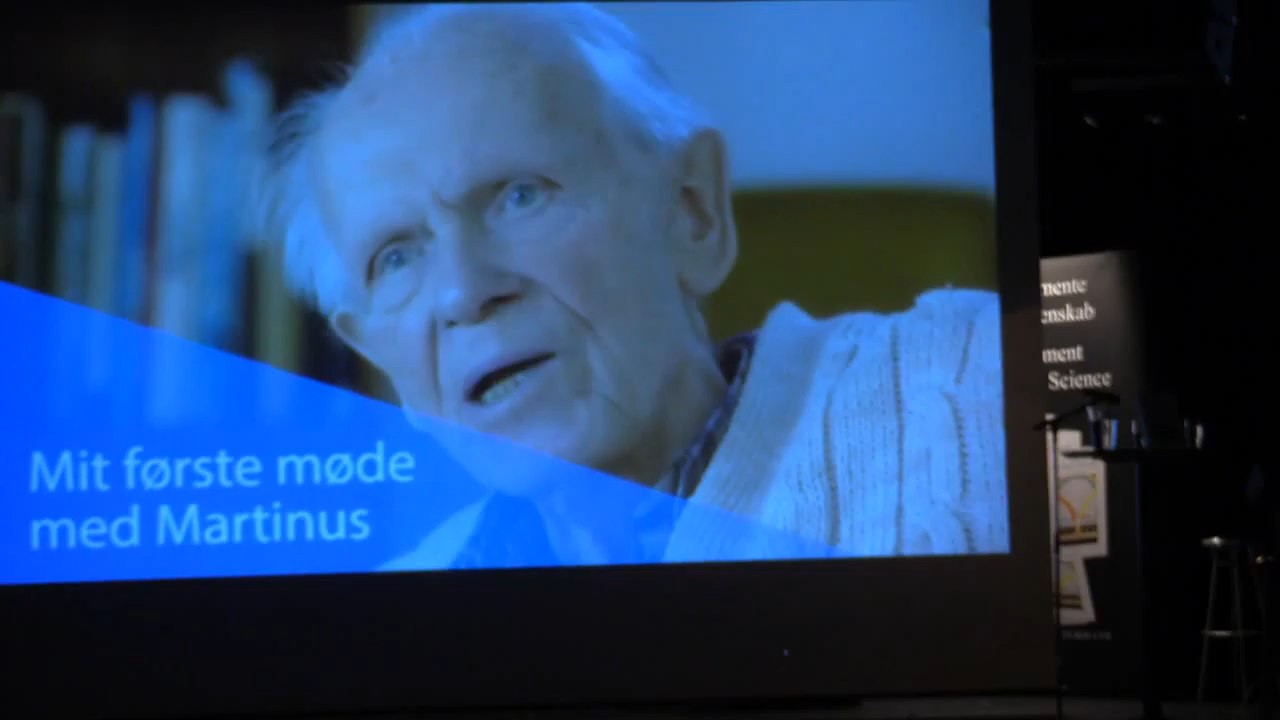 Mit første møde
med Martinus
mente
enskab
ment
Science